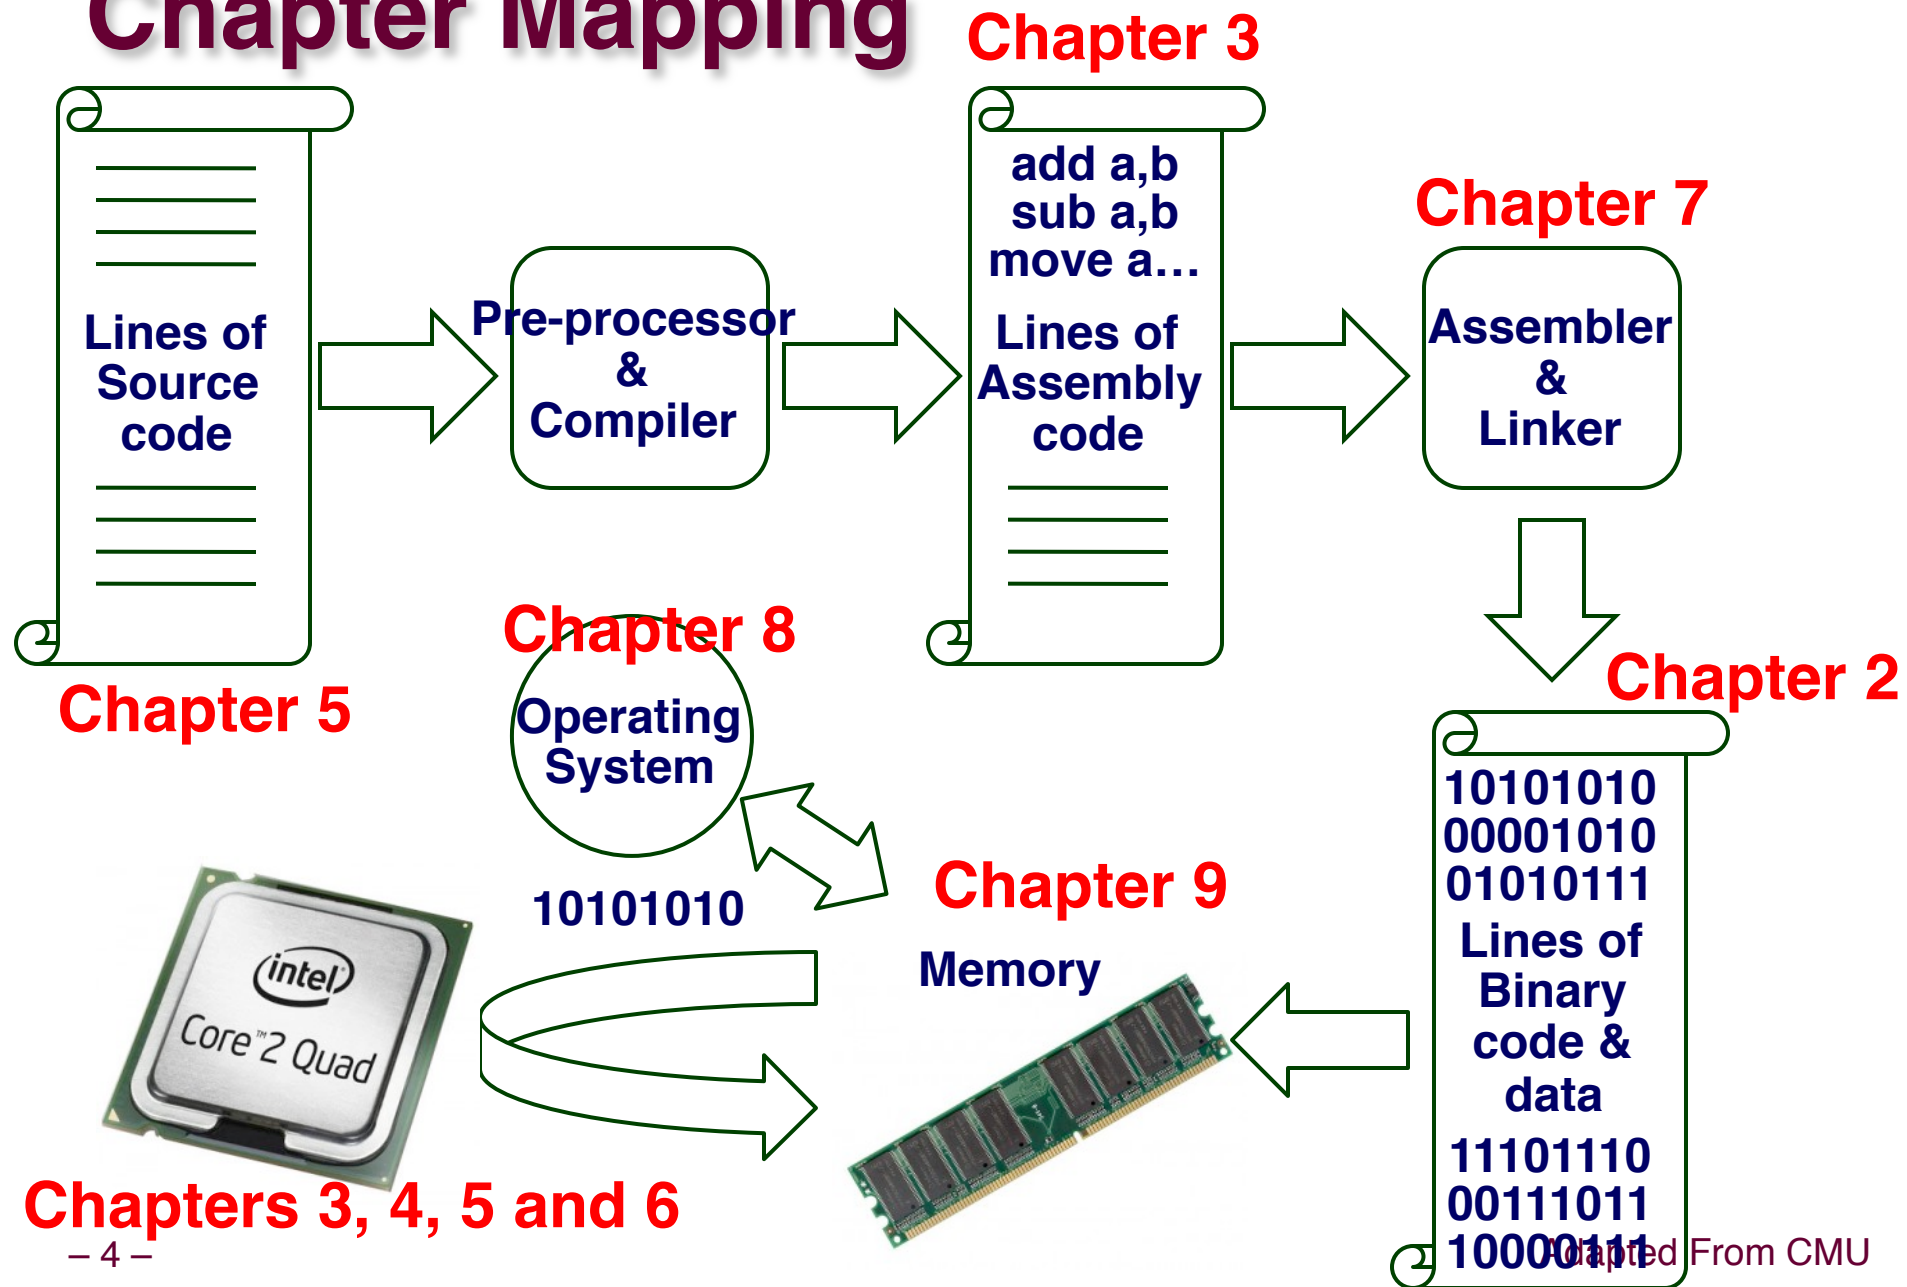 Chapter Mapping
Chapter 3
add a,b
sub a,b
move a…
Chapter 7
Lines of
Source
code
Pre-processor
&
Compiler
Lines of
Assembly
code
Assembler
&
Linker
Chapter 5
Chapter 8
Operating
System
Chapter 2
10101010
00001010
01010111
Lines of
Binary
code &
data
11101110
00111011
10000111
10101010
Chapter 9
Memory
intel
Core™2 Quad
Chapters 3, 4, 5 and 6
– 4 –
Adapted From CMU